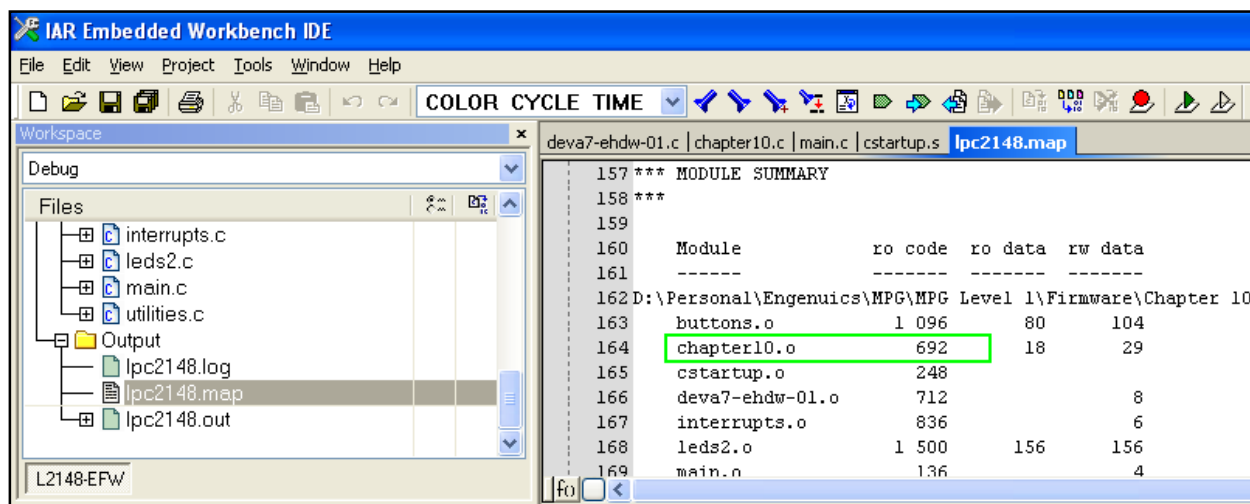 IAR Embedded Workbench IDE
File Edit View Project Tools Window Help
COLOR CYCLE TIME
Workspace
Debug
Files
interrupts.c
leds2.c
main.c
utilities.c
Output
lpc2148.log
lpc2148.map
lpc2148.out
L2148-EFW
deva7-ehdw-01.c | chapter10.c | main.c | cstartup.s lpc2148.map
157 *** MODULE SUMMARY
158 ***
159
160 Module ro code ro data rw data
161 ------ ------- ------- -------
162 D:\Personal\Engenuics\MPG\MPG Level 1\Firmware\Chapter 10
163 buttons.o 1 096 80 104
164 chapter10.o 692 18 29
165 cstartup.o 248
166 deva7-ehdw-01.o 712 8
167 interrupts.o 836 6
168 leds2.o 1 500 156 156
169 main.o 136 4